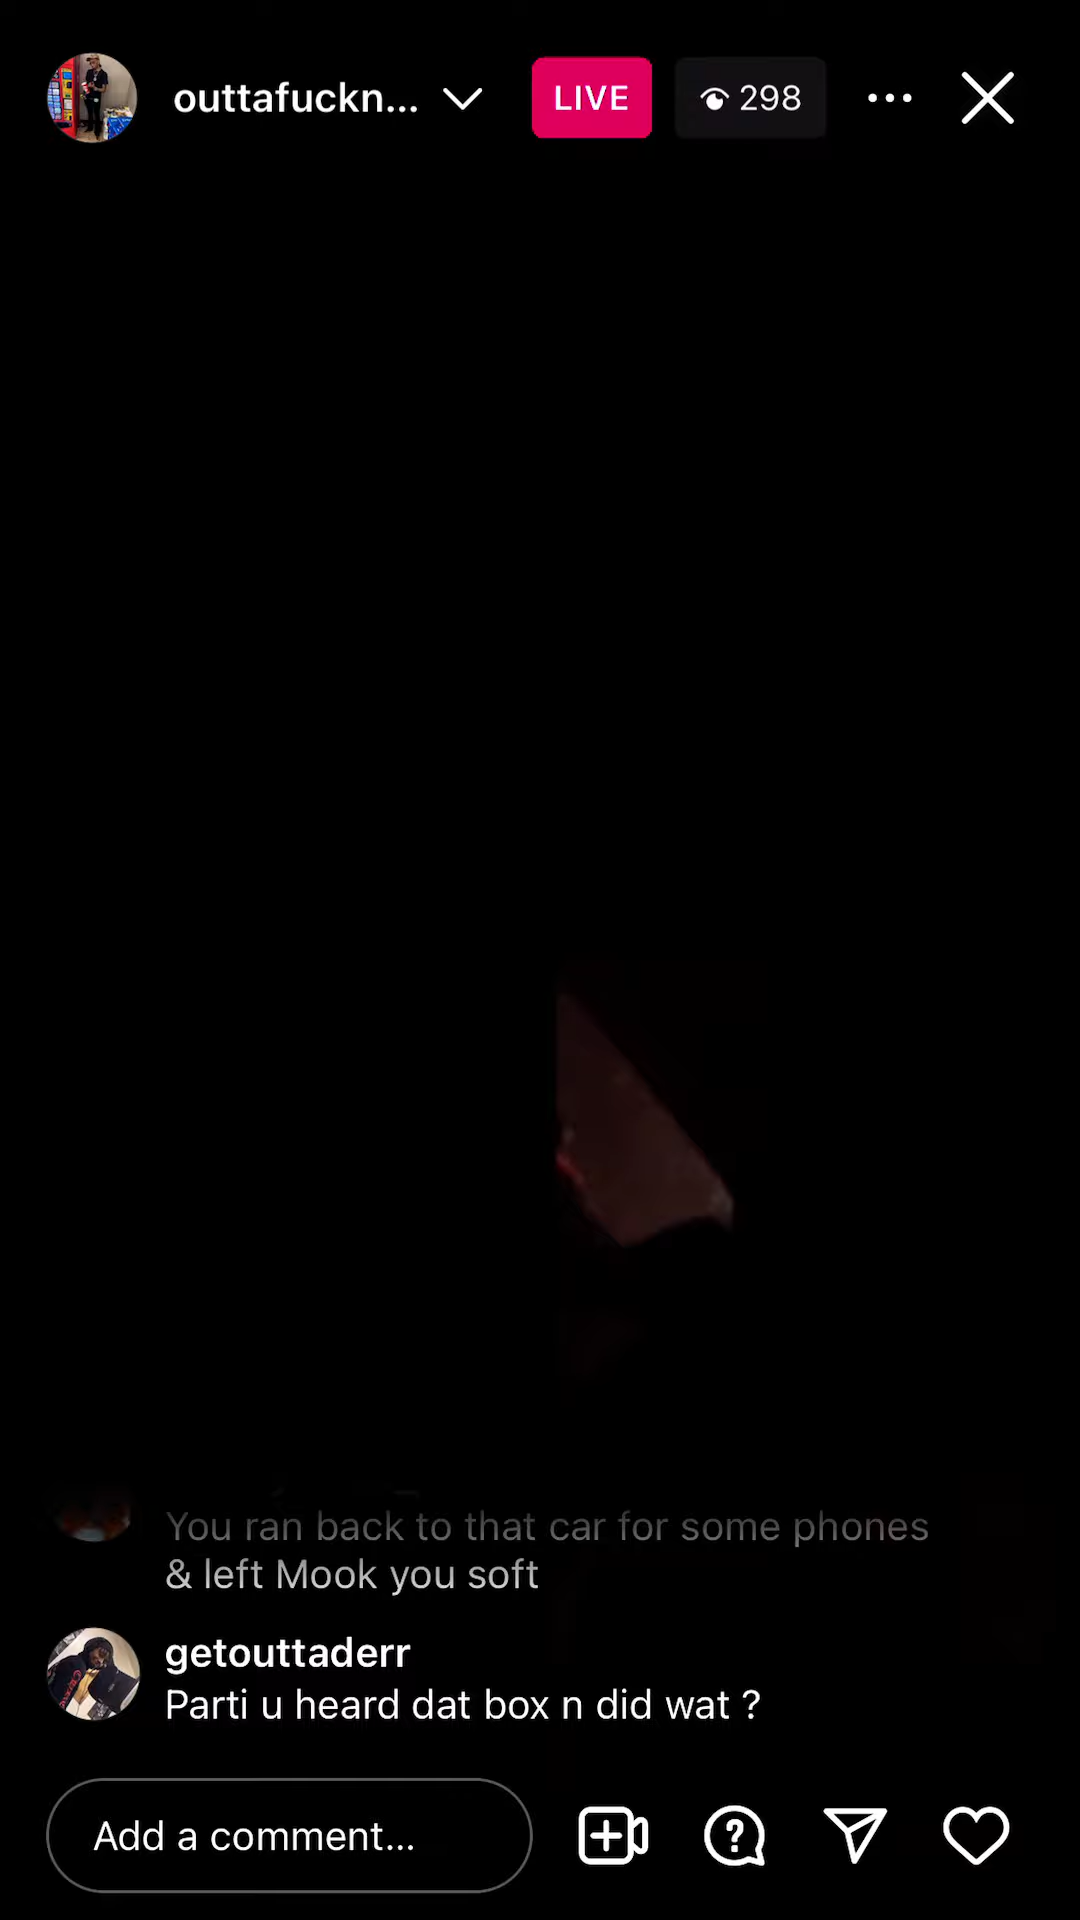 outtafuckn...
LIVE
298
You ran back to that car for some phones
& left Mook you soft
getouttaderr
Parti u heard dat box n did wat ?
Add a comment...